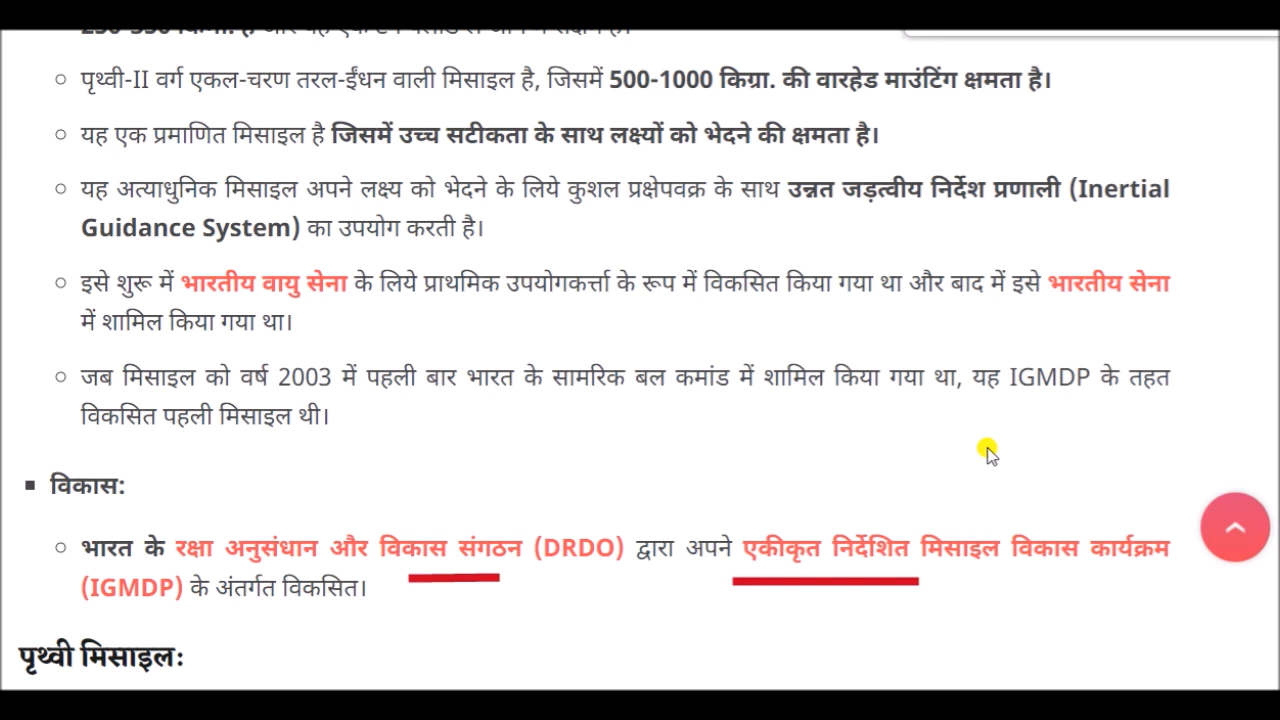 पृथ्वी-II वर्ग एकल-चरण तरल-ईंधन वाली मिसाइल है, जिसमें 500-1000 किग्रा. की वारहेड माउंटिंग क्षमता है।
यह एक प्रमाणित मिसाइल है जिसमें उच्च सटीकता के साथ लक्ष्यों को भेदने की क्षमता है।
यह अत्याधुनिक मिसाइल अपने लक्ष्य को भेदने के लिये कुशल प्रक्षेपवक्र के साथ उन्नत जड़त्वीय निर्देश प्रणाली (Inertial
Guidance System) का उपयोग करती है।
इसे शुरू में भारतीय वायु सेना के लिये प्राथमिक उपयोगकर्त्ता के रूप में विकसित किया गया था और बाद में इसे भारतीय सेना
में शामिल किया गया था।
जब मिसाइल को वर्ष 2003 में पहली बार भारत के सामरिक बल कमांड में शामिल किया गया था, यह IGMDP के तहत
विकसित पहली मिसाइल थी।
विकास:
भारत के रक्षा अनुसंधान और विकास संगठन (DRDO) द्वारा अपने एकीकृत निर्देशित मिसाइल विकास कार्यक्रम
(IGMDP) के अंतर्गत विकसित।
पृथ्वी मिसाइल: